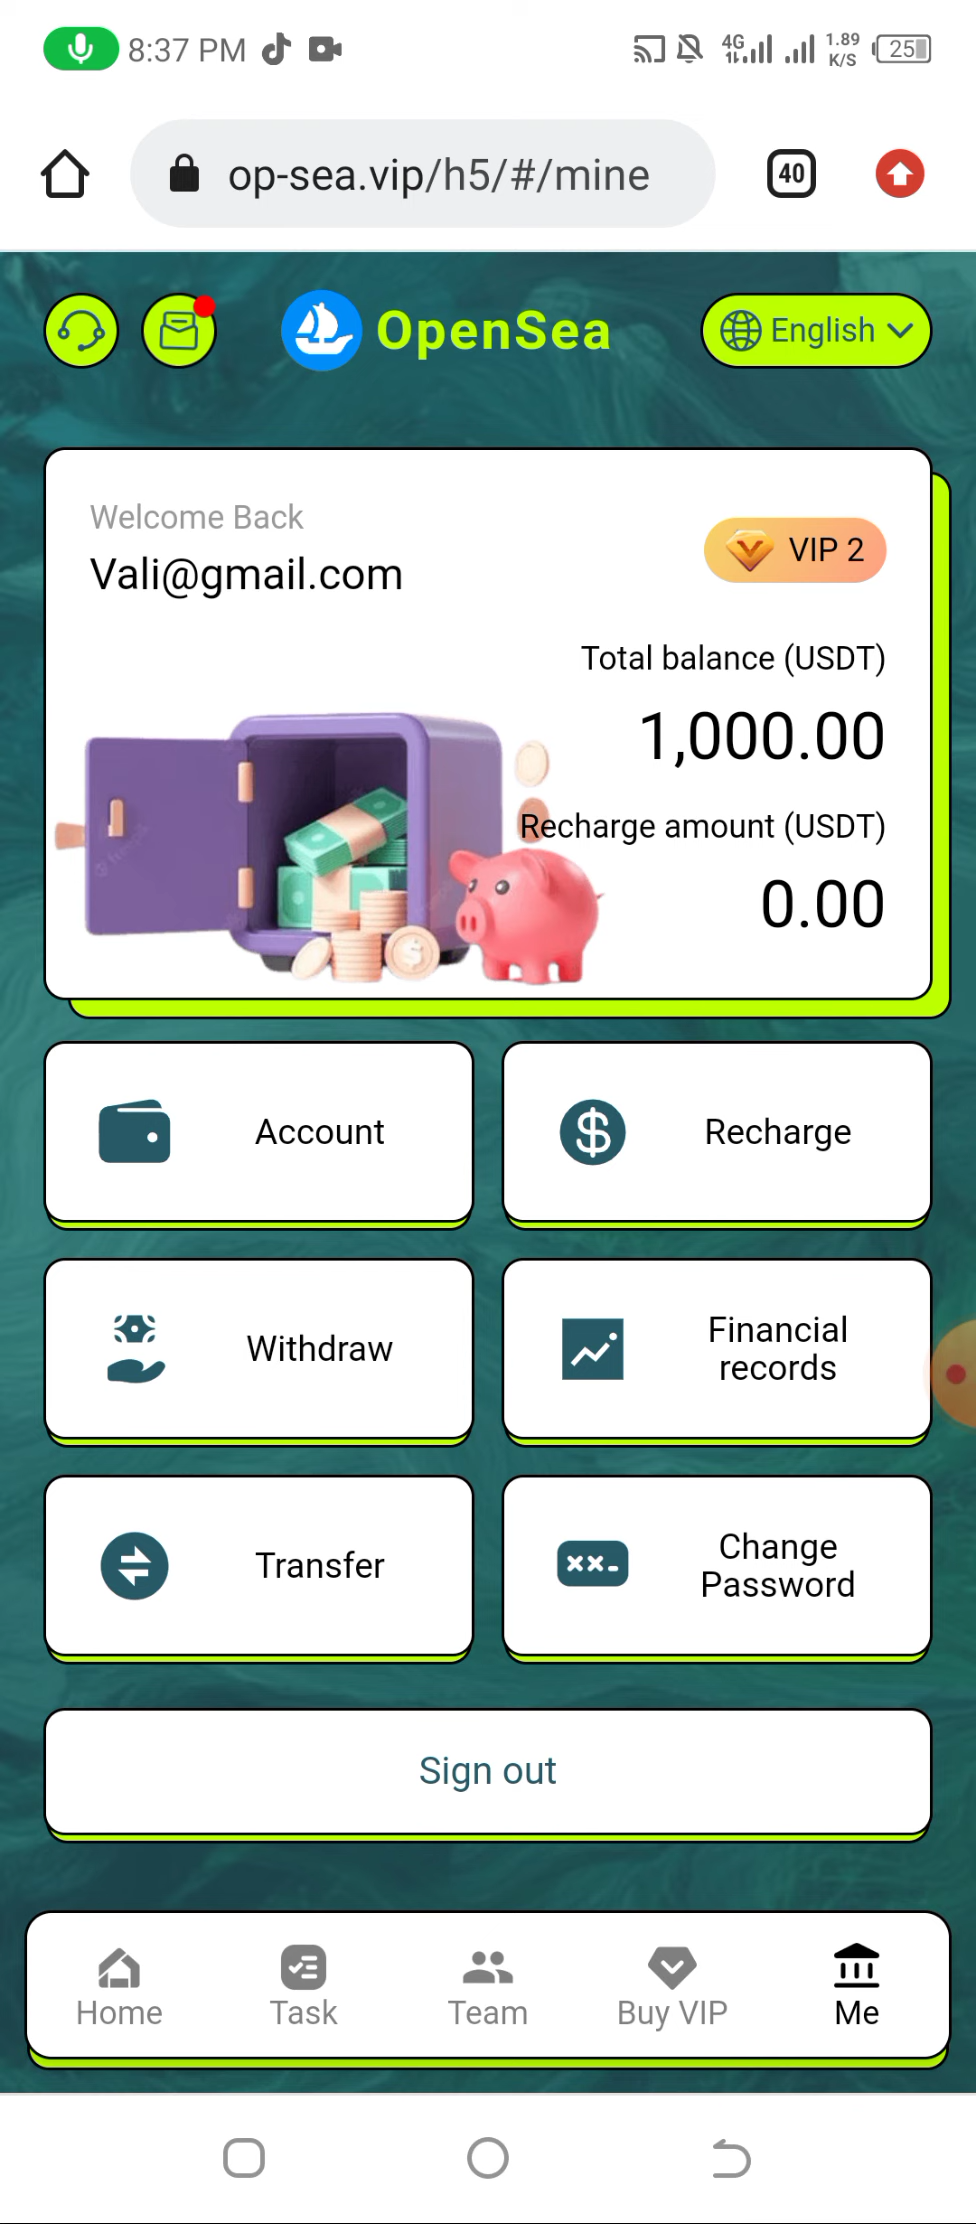 8:37 PM
4G
1.89
K/S
25
op-sea.vip/h5/#/mine
40
OpenSea
English
Welcome Back
Vali@gmail.com
VIP 2
Total balance (USDT)
1,000.00
Recharge amount (USDT)
0.00
Account
Recharge
Withdraw
Financial
records
Transfer
Change
Password
Sign out
Home
Task
Team
Buy VIP
Me